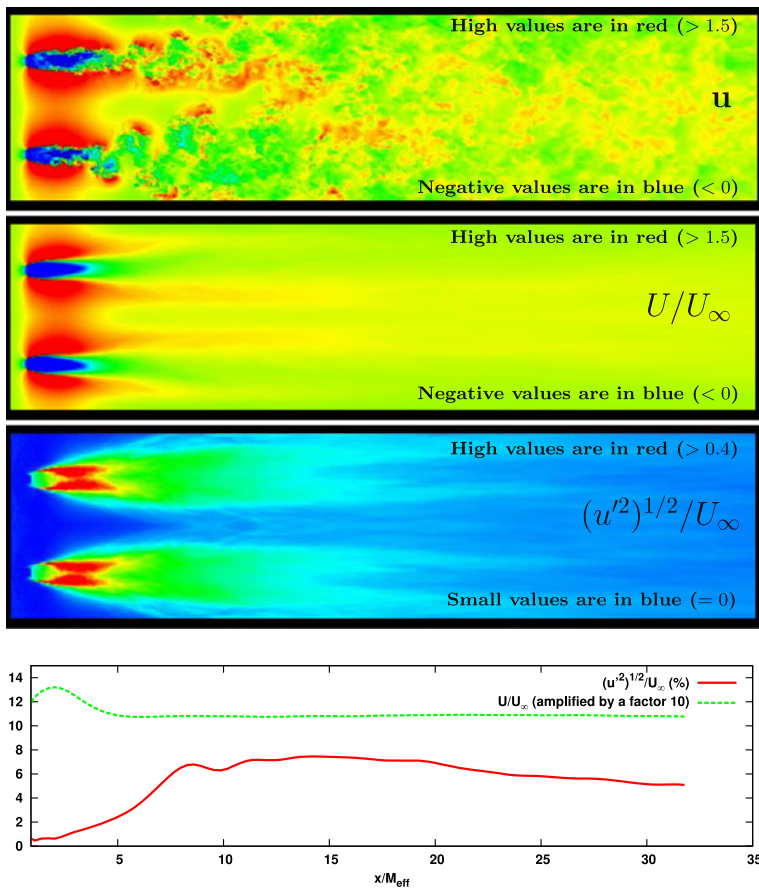 High values are in red (> 1.5)
u
Negative values are in blue (< 0)
High values are in red (> 1.5)
U/U∞
Negative values are in blue (< 0)
High values are in red (> 0.4)
(u′²)^{1/2}/U∞
Small values are in blue (= 0)
14
12
10
8
6
4
2
0
(u'²)^{1/2}/U∞ (%)
U/U∞ (amplified by a factor 10)
5 10 15 20 25 30 35
x/M_eff